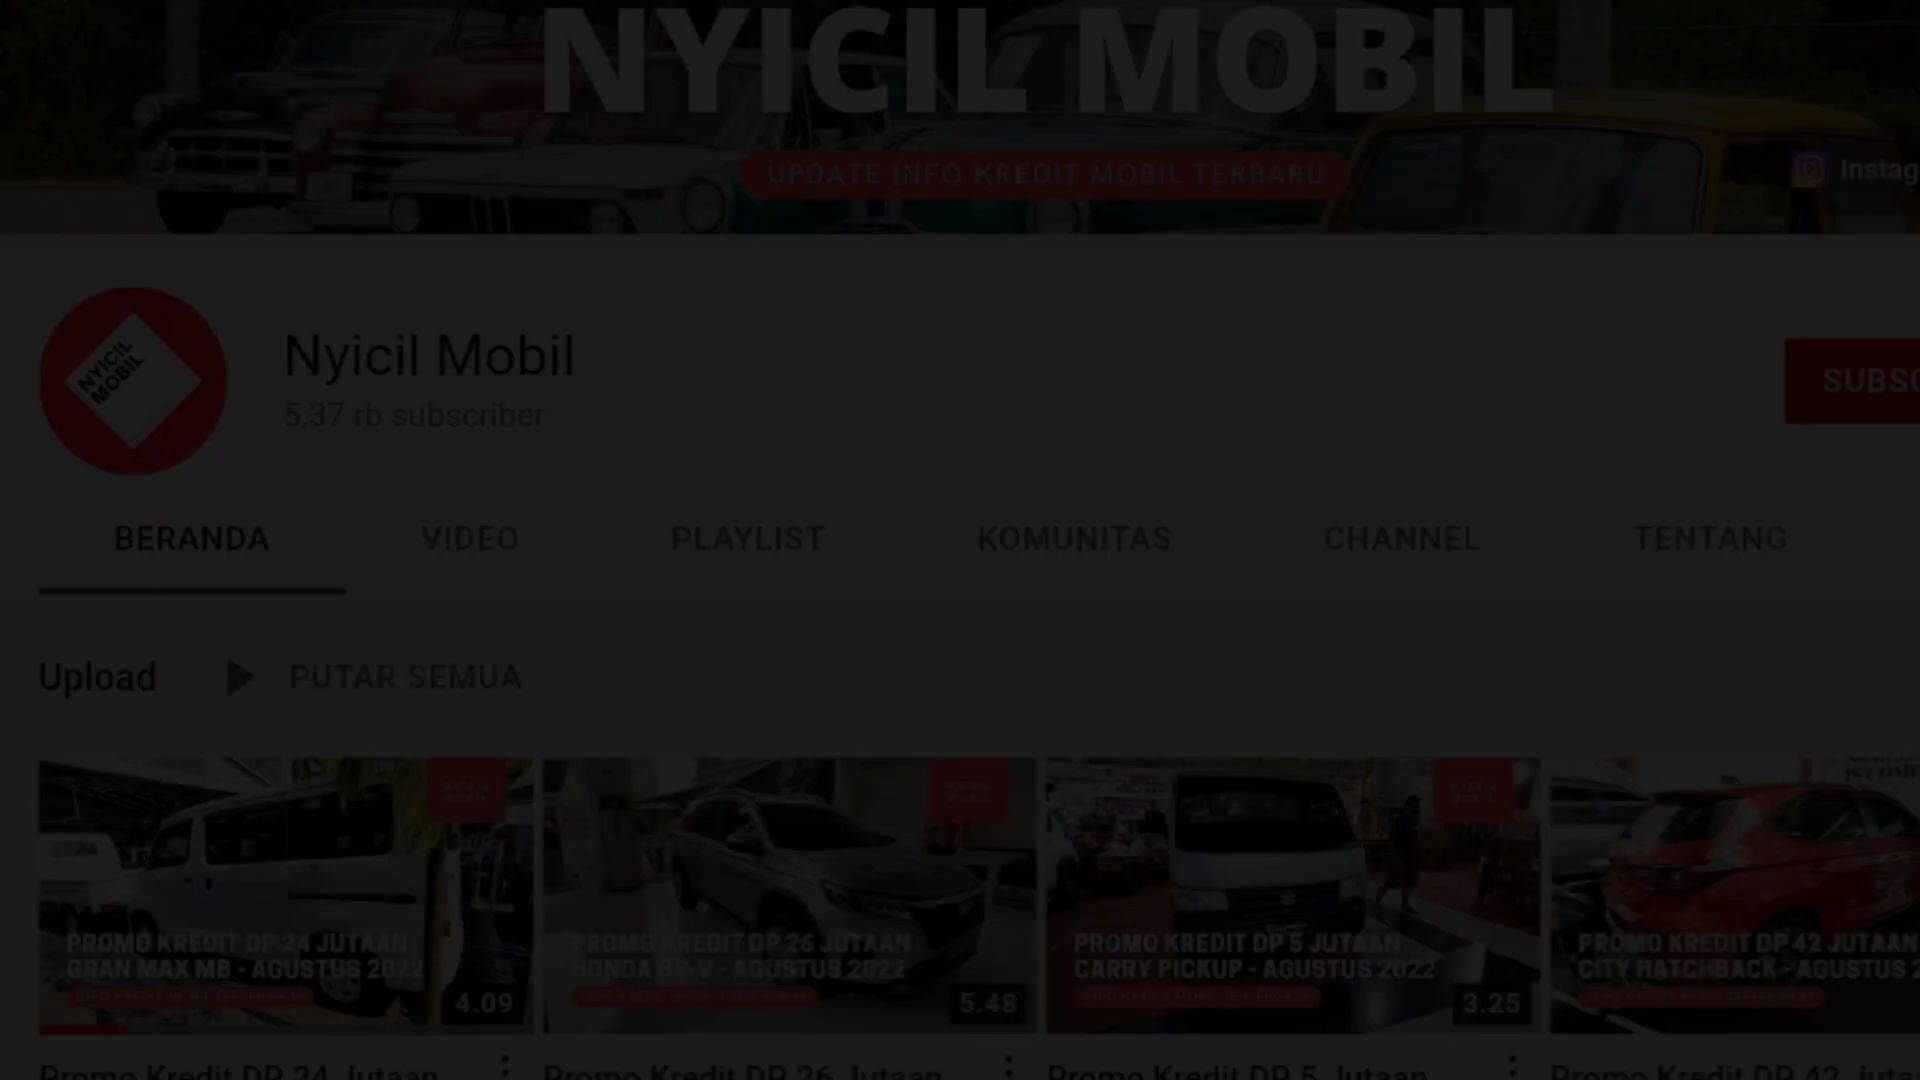 NYICIL MOBIL
UPDATE INFO KREDIT MOBIL TERBARU
Instag
NYICIL
MOBIL
Nyicil Mobil
5,37 rb subscriber
SUBSC
BERANDA VIDEO PLAYLIST KOMUNITAS CHANNEL TENTANG
Upload PUTAR SEMUA
PROMO KREDIT DP 24 JUTAAN
GRAN MAX MB - AGUSTUS 2022
4.09
PROMO KREDIT DP 26 JUTAAN
HONDA BR-V - AGUSTUS 2022
5.48
PROMO KREDIT DP 5 JUTAAN
CARRY PICKUP - AGUSTUS 2022
3.25
PROMO KREDIT DP 42 JUTAAN
CITY HATCHBACK - AGUSTUS 2
Promo Kredit DP 24 Jutaan
Promo Kredit DP 26 Jutaan
Promo Kredit DP 5 Jutaan
Promo Kredit DP 42 Jutaan